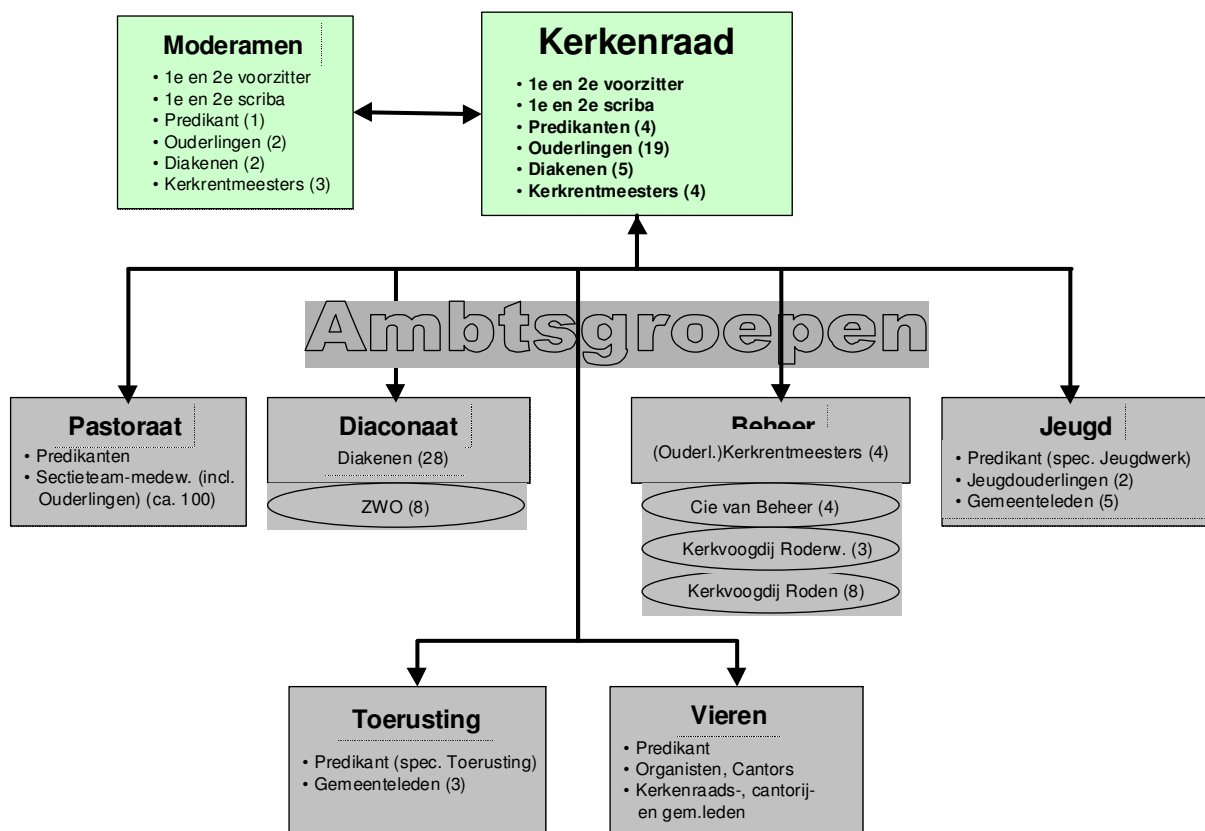 Moderamen
• 1e en 2e voorzitter
• 1e en 2e scriba
• Predikant (1)
• Ouderlingen (2)
• Diakenen (2)
• Kerkrentmeesters (3)
Kerkenraad
• 1e en 2e voorzitter
• 1e en 2e scriba
• Predikanten (4)
• Ouderlingen (19)
• Diakenen (5)
• Kerkrentmeesters (4)
Ambtsgroepen
Pastoraat
• Predikanten
• Sectieteam-medew. (incl.
Ouderlingen) (ca. 100)
Diaconaat
Diakenen (28)
ZWO (8)
Beheer
(Ouderl.)Kerkrentmeesters (4)
Cie van Beheer (4)
Kerkvoogdij Roderw. (3)
Kerkvoogdij Roden (8)
Jeugd
• Predikant (spec. Jeugdwerk)
• Jeugdouderlingen (2)
• Gemeenteleden (5)
Toerusting
• Predikant (spec. Toerusting)
• Gemeenteleden (3)
Vieren
• Predikant
• Organisten, Cantors
• Kerkenraads-, cantorij-
en gem.leden